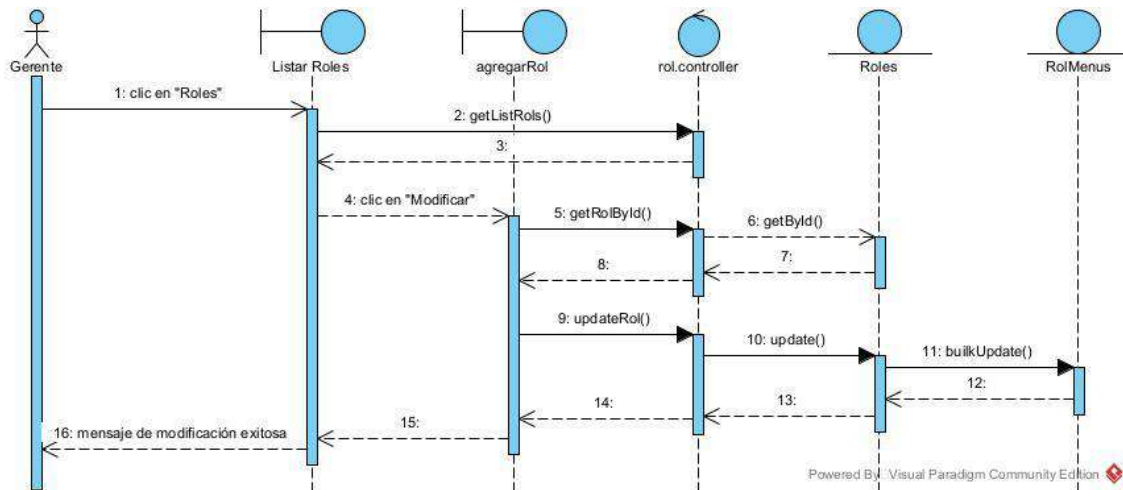 Gerente
Listar Roles
agregarRol
rol.controller
Roles
RolMenus
1: clic en "Roles"
2: getListRols()
3:
4: clic en "Modificar"
5: getRolById()
6: getById()
7:
8:
9: updateRol()
10: update()
11: builkUpdate()
12:
13:
14:
15:
16: mensaje de modificación exitosa
Powered By Visual Paradigm Community Edition